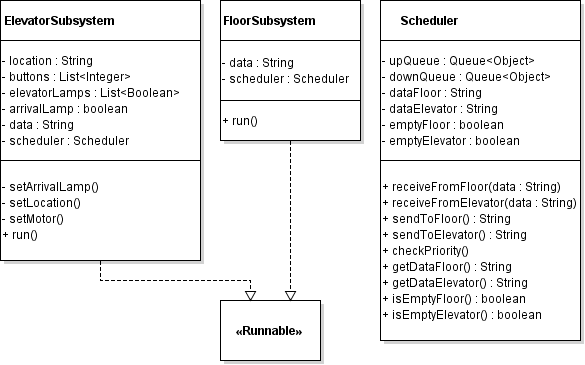 ElevatorSubsystem
- location : String
- buttons : List<Integer>
- elevatorLamps : List<Boolean>
- arrivalLamp : boolean
- data : String
- scheduler : Scheduler
- setArrivalLamp()
- setLocation()
- setMotor()
+ run()
FloorSubsystem
- data : String
- scheduler : Scheduler
+ run()
Scheduler
- upQueue : Queue<Object>
- downQueue : Queue<Object>
- dataFloor : String
- dataElevator : String
- emptyFloor : boolean
- emptyElevator : boolean
+ receiveFromFloor(data : String)
+ receiveFromElevator(data : String)
+ sendToFloor() : String
+ sendToElevator() : String
+ checkPriority()
+ getDataFloor() : String
+ getDataElevator() : String
+ isEmptyFloor() : boolean
+ isEmptyElevator() : boolean
«Runnable»